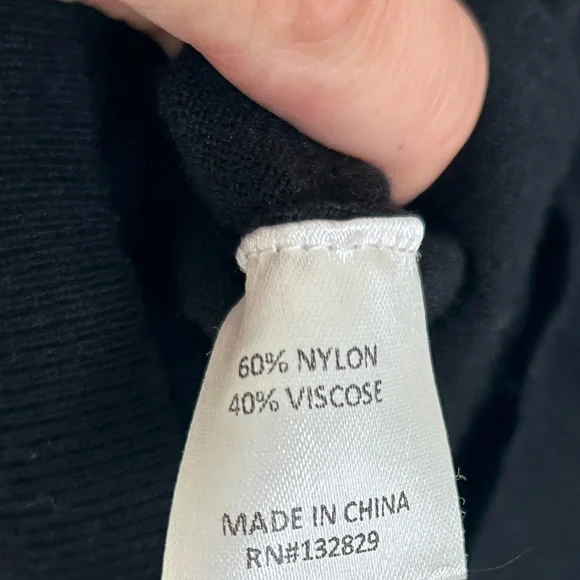 60% NYLON
40% VISCOSE
MADE IN CHINA
RN#132829